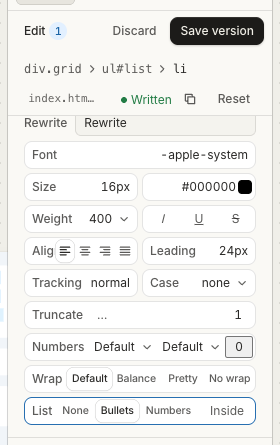 Edit 1 Discard Save version
div.grid > ul#list > li
index.htm… Written Reset
Rewrite Rewrite
Font -apple-system
Size 16px #000000
Weight 400 I U S
Alig Leading 24px
Tracking normal Case none
Truncate ... 1
Numbers Default Default 0
Wrap Default Balance Pretty No wrap
List None Bullets Numbers Inside